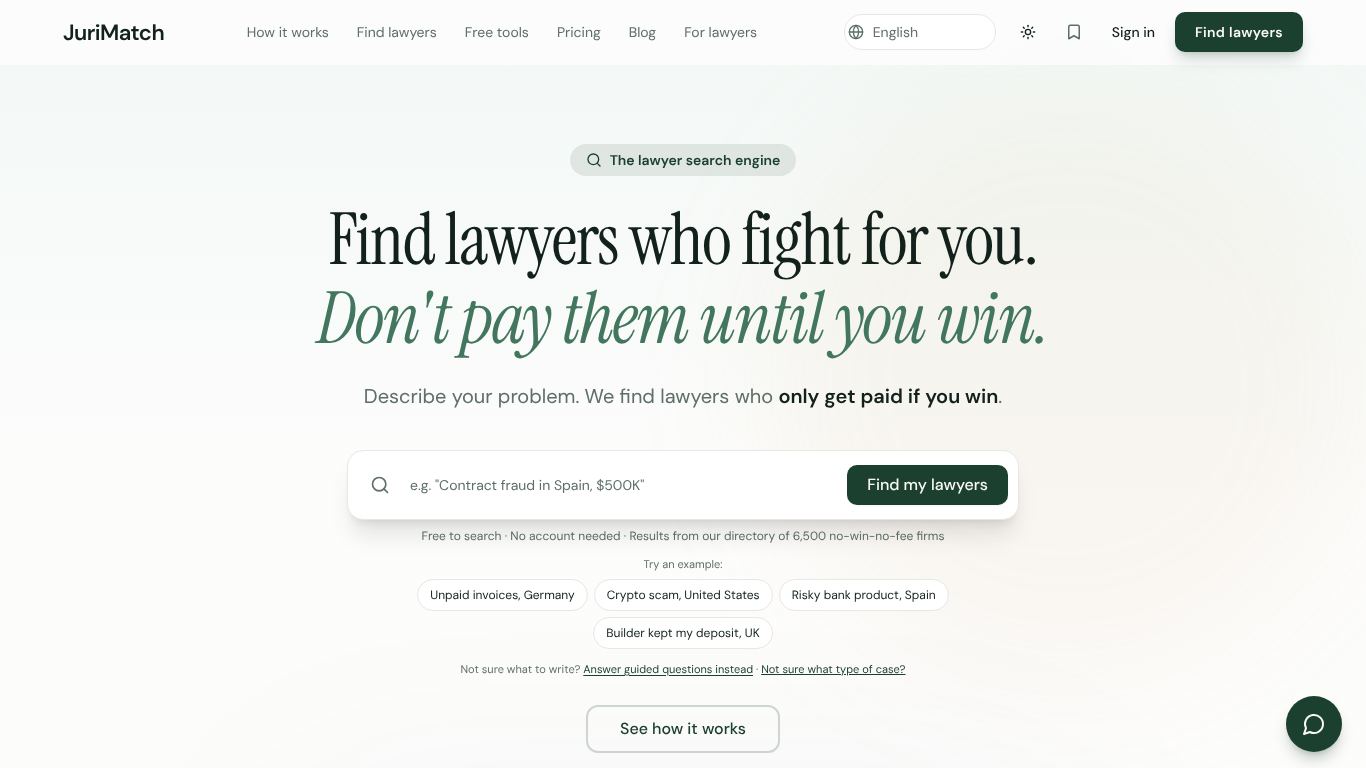 JuriMatch
How it works
Find lawyers
Free tools
Pricing
Blog
For lawyers
English
Sign in
Find lawyers
The lawyer search engine
Find lawyers who fight for you.
Don't pay them until you win.
Describe your problem. We find lawyers who only get paid if you win.
e.g. "Contract fraud in Spain, $500K"
Find my lawyers
Free to search · No account needed · Results from our directory of 6,500 no-win-no-fee firms
Try an example:
Unpaid invoices, Germany
Crypto scam, United States
Risky bank product, Spain
Builder kept my deposit, UK
Not sure what to write? Answer guided questions instead · Not sure what type of case?
See how it works